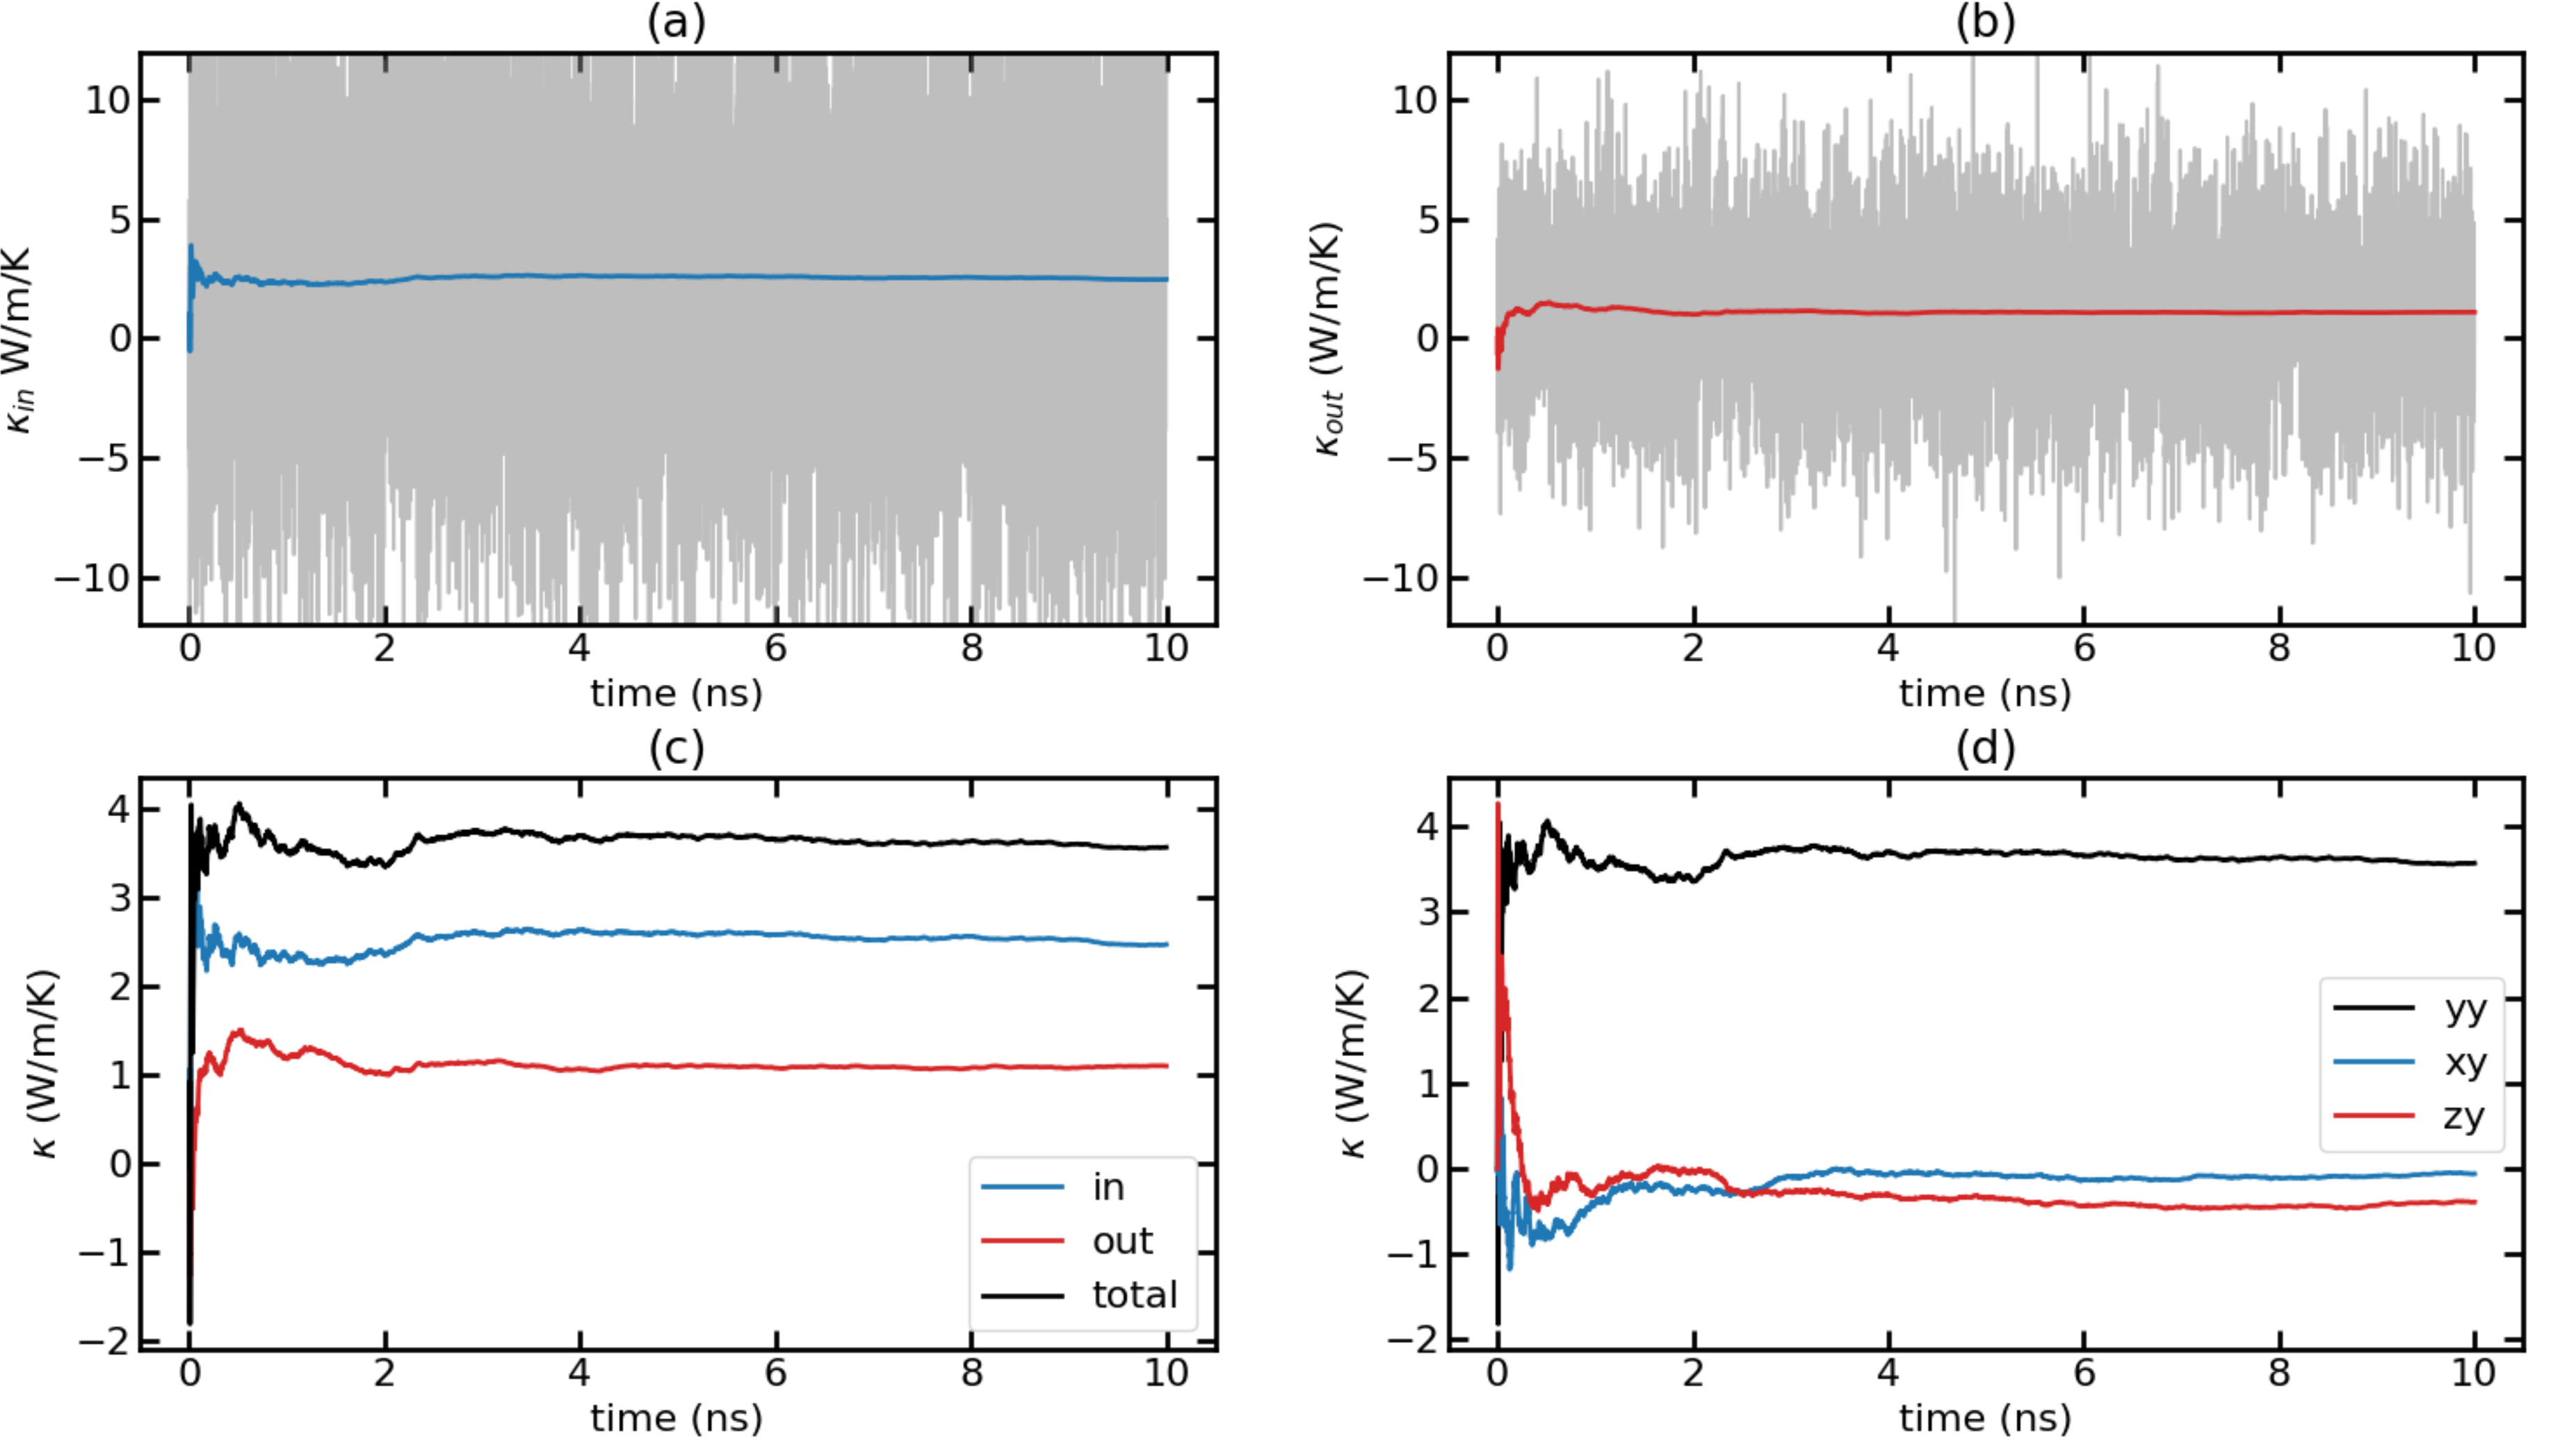 (a)
10
5
0
−5
−10
κin W/m/K
0 2 4 6 8 10
time (ns)
(b)
10
5
0
−5
−10
κout (W/m/K)
0 2 4 6 8 10
time (ns)
(c)
4
3
2
1
0
−1
−2
κ (W/m/K)
in
out
total
0 2 4 6 8 10
time (ns)
(d)
4
3
2
1
0
−1
−2
κ (W/m/K)
yy
xy
zy
0 2 4 6 8 10
time (ns)